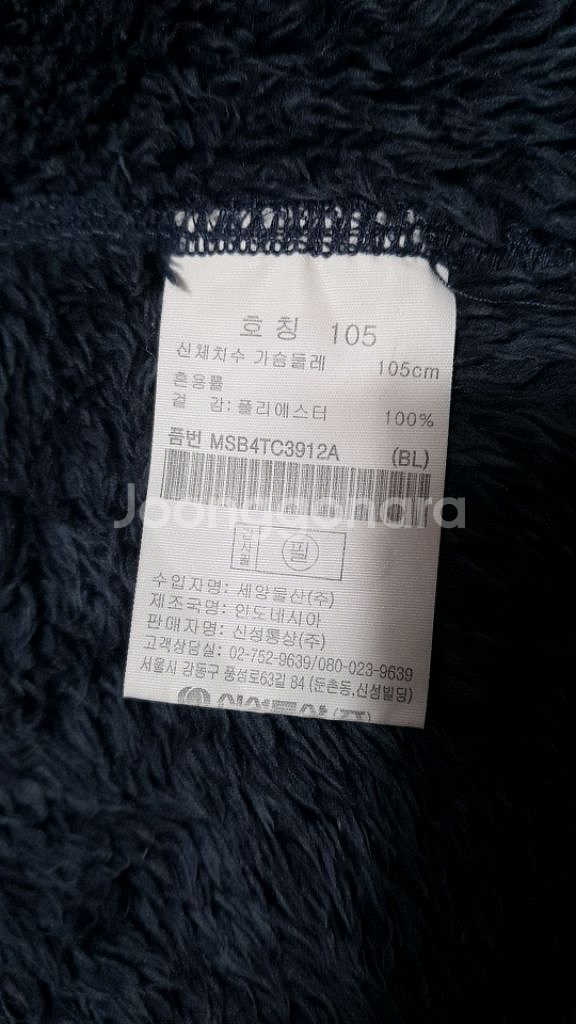 호칭 105
신체치수 가슴둘레 105cm
혼용률
겉 감: 폴리에스터 100%
품번 MSB4TC3912A (BL)
Joonggonara
검사필
필
수입자명: 세양물산(주)
제조국명: 인도네시아
판매자명: 신성통상(주)
고객상담실: 02-752-9639/080-023-9639
서울시 강동구 풍성로63길 84 (둔촌동,신성빌딩)